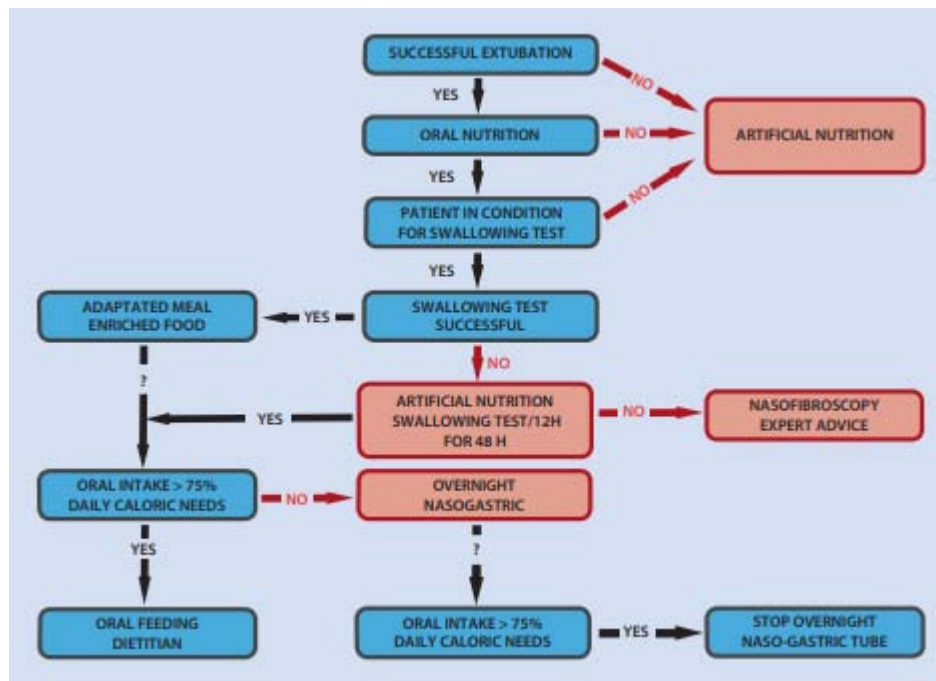 SUCCESSFUL EXTUBATION
NO
YES
ORAL NUTRITION
NO
ARTIFICIAL NUTRITION
YES
NO
PATIENT IN CONDITION
FOR SWALLOWING TEST
YES
ADAPTATED MEAL
ENRICHED FOOD
YES
SWALLOWING TEST
SUCCESSFUL
NO
?
YES
ARTIFICIAL NUTRITION
SWALLOWING TEST/12H
FOR 48 H
NO
NASOFIBROSCOPY
EXPERT ADVICE
ORAL INTAKE > 75%
DAILY CALORIC NEEDS
NO
OVERNIGHT
NASOGASTRIC
YES
?
ORAL FEEDING
DIETITIAN
ORAL INTAKE > 75%
DAILY CALORIC NEEDS
YES
STOP OVERNIGHT
NASO-GASTRIC TUBE